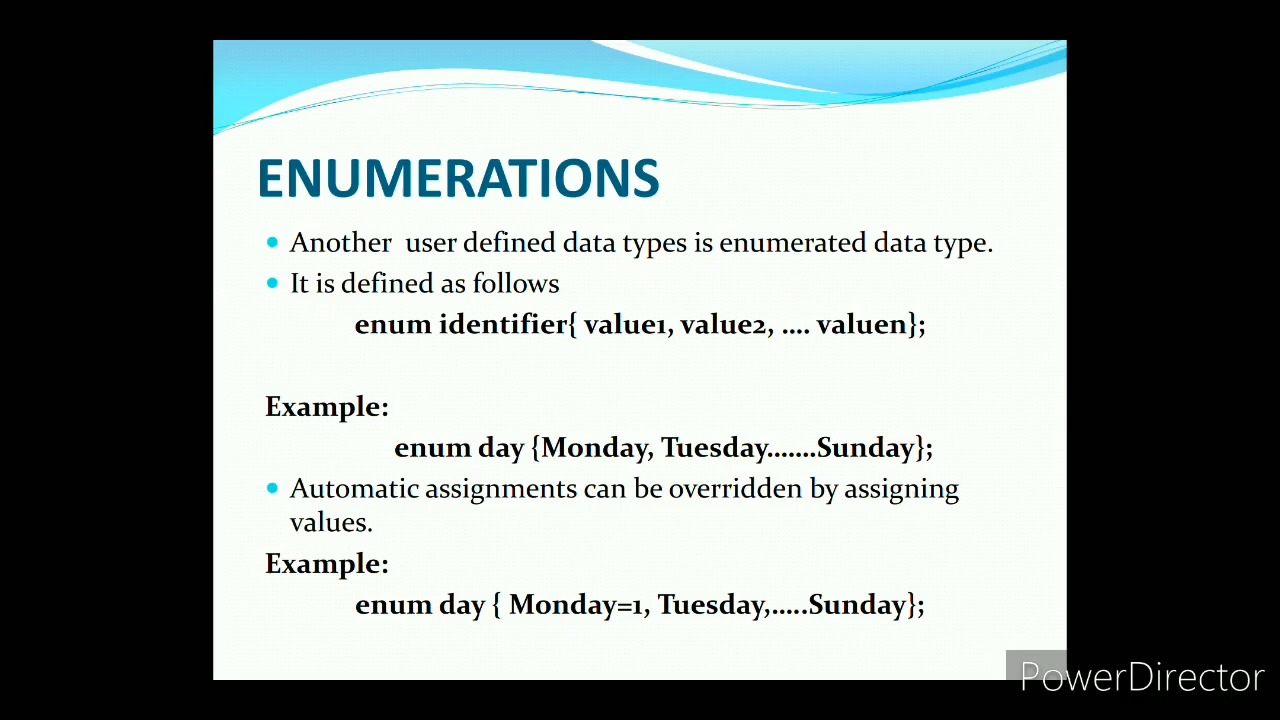 ENUMERATIONS
Another user defined data types is enumerated data type.
It is defined as follows
enum identifier{ value1, value2, .... valuen};
Example:
enum day {Monday, Tuesday.......Sunday};
Automatic assignments can be overridden by assigning
values.
Example:
enum day { Monday=1, Tuesday,.....Sunday};
PowerDirector